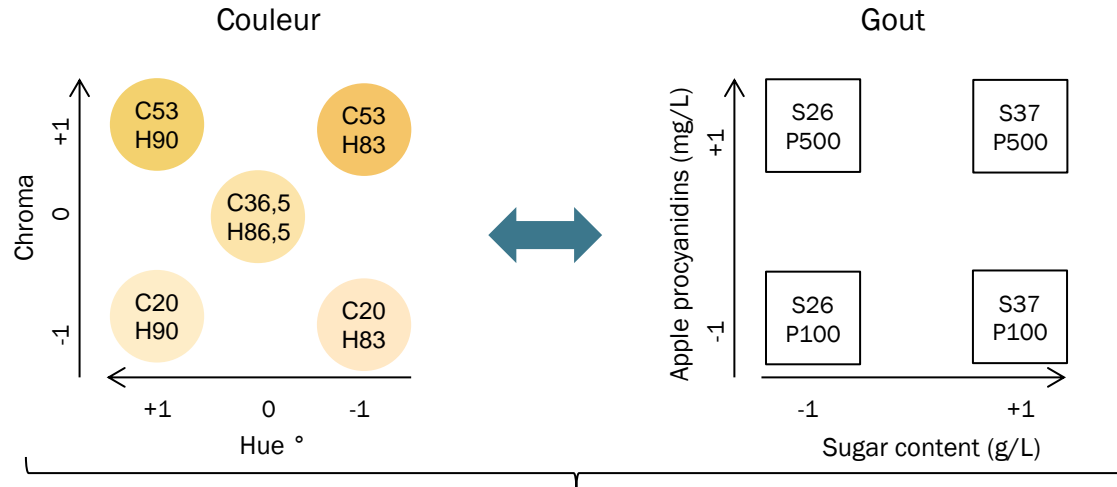 Couleur
Chroma
+1
0
-1
C53
H90
C53
H83
C36,5
H86,5
C20
H90
C20
H83
+1
0
-1
Hue °
Gout
Apple procyanidins (mg/L)
+1
-1
S26
P500
S37
P500
S26
P100
S37
P100
-1
+1
Sugar content (g/L)